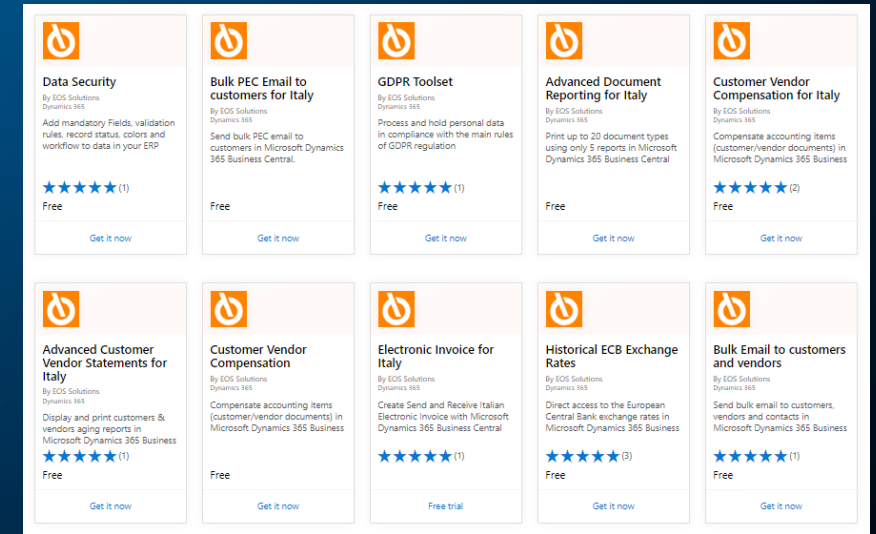 Data Security
By EOS Solutions
Dynamics 365
Add mandatory Fields, validation
rules, record status, colors and
workflow to data in your ERP
(1)
Free
Get it now
Bulk PEC Email to
customers for Italy
By EOS Solutions
Dynamics 365
Send bulk PEC email to
customers in Microsoft Dynamics
365 Business Central.
Free
Get it now
GDPR Toolset
By EOS Solutions
Dynamics 365
Process and hold personal data
in compliance with the main rules
of GDPR regulation
(1)
Free
Get it now
Advanced Document
Reporting for Italy
By EOS Solutions
Dynamics 365
Print up to 20 document types
using only 5 reports in Microsoft
Dynamics 365 Business Central
Free
Get it now
Customer Vendor
Compensation for Italy
By EOS Solutions
Dynamics 365
Compensate accounting items
(customer/vendor documents) in
Microsoft Dynamics 365 Business
(2)
Free
Get it now
Advanced Customer
Vendor Statements for
Italy
By EOS Solutions
Dynamics 365
Display and print customers &
vendors aging reports in
Microsoft Dynamics 365 Business
(1)
Free
Get it now
Customer Vendor
Compensation
By EOS Solutions
Dynamics 365
Compensate accounting items
(customer/vendor documents) in
Microsoft Dynamics 365 Business
Free
Get it now
Electronic Invoice for
Italy
By EOS Solutions
Dynamics 365
Create Send and Receive Italian
Electronic Invoice with Microsoft
Dynamics 365 Business Central
(1)
Free trial
Historical ECB Exchange
Rates
By EOS Solutions
Dynamics 365
Direct access to the European
Central Bank exchange rates in
Microsoft Dynamics 365 Business
(3)
Free
Get it now
Bulk Email to customers
and vendors
By EOS Solutions
Dynamics 365
Send bulk email to customers,
vendors and contacts in
Microsoft Dynamics 365 Business
(1)
Free
Get it now